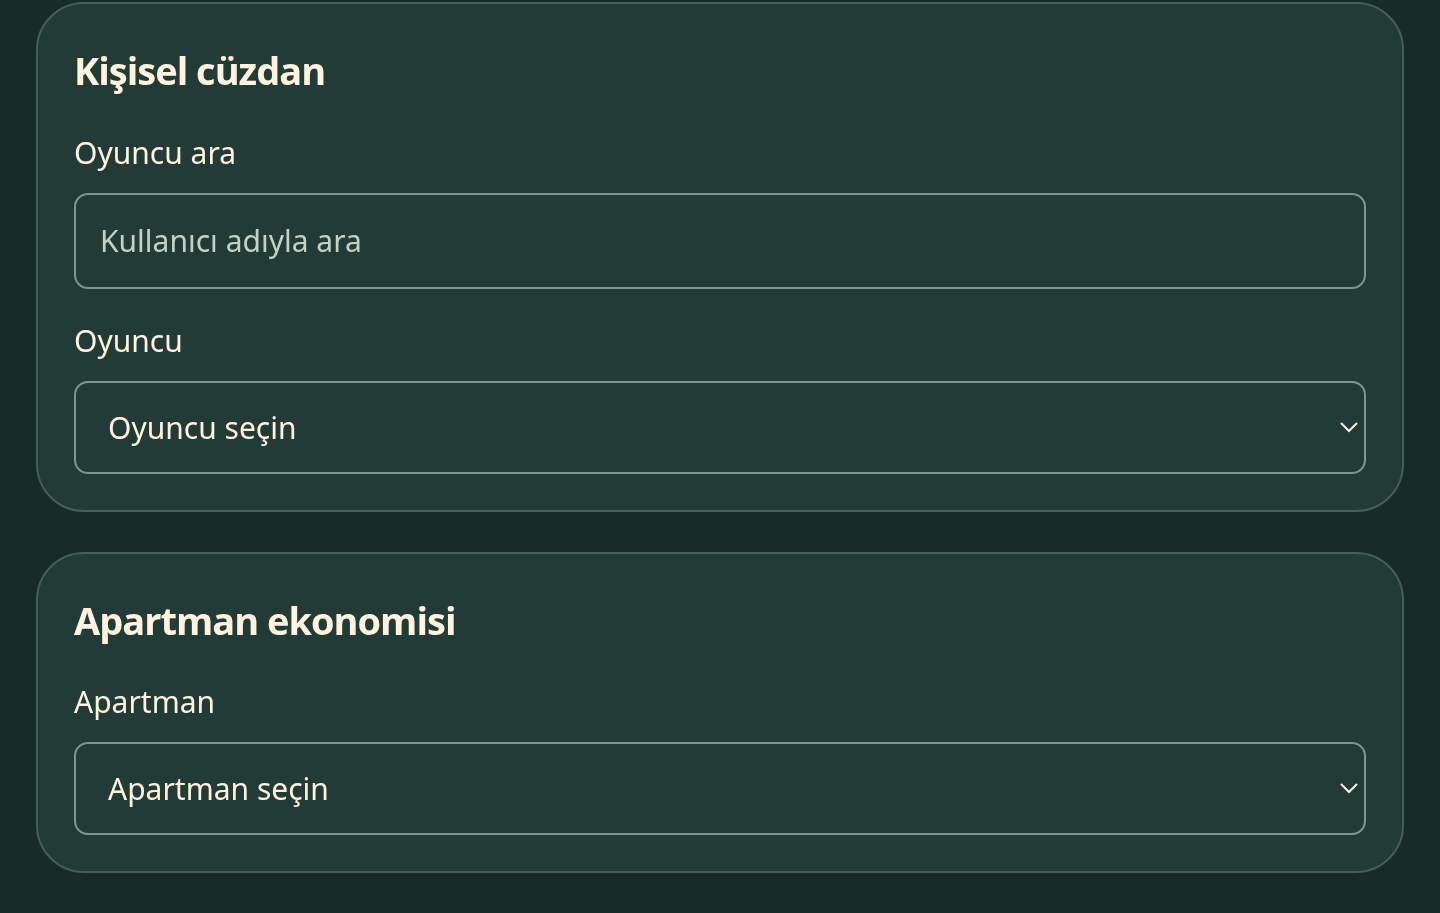 Kişisel cüzdan
Oyuncu ara
Kullanıcı adıyla ara
Oyuncu
Oyuncu seçin
Apartman ekonomisi
Apartman
Apartman seçin